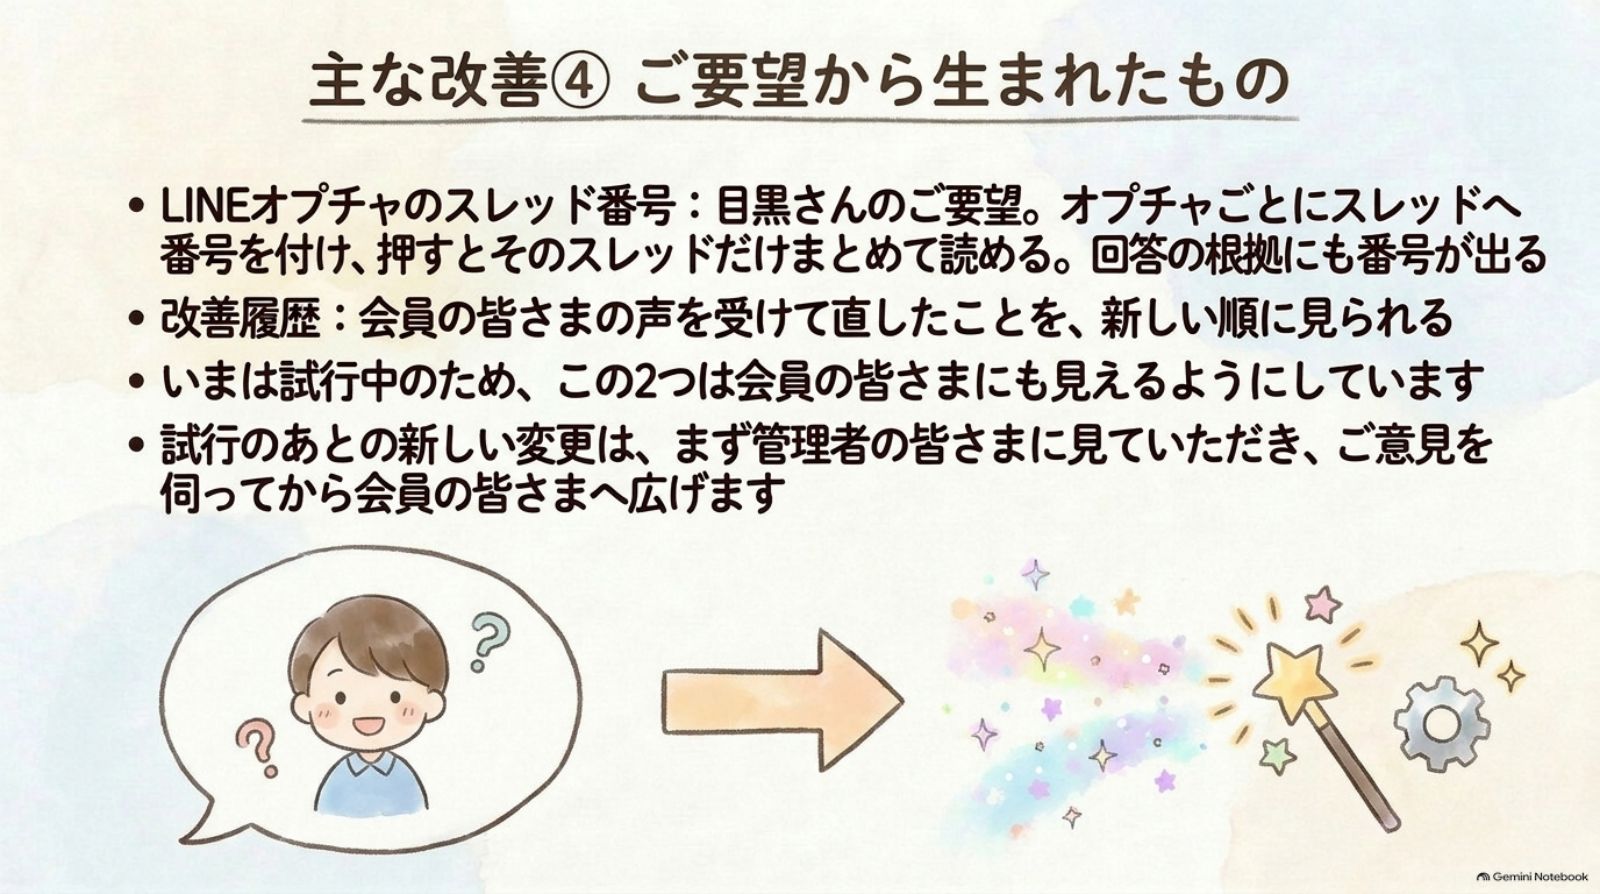 主な改善④ ご要望から生まれたもの
• LINEオプチャのスレッド番号：目黒さんのご要望。オプチャごとにスレッドへ
番号を付け、押すとそのスレッドだけまとめて読める。回答の根拠にも番号が出る
• 改善履歴：会員の皆さまの声を受けて直したことを、新しい順に見られる
• いまは試行中のため、この2つは会員の皆さまにも見えるようにしています
• 試行のあとの新しい変更は、まず管理者の皆さまに見ていただき、ご意見を
伺ってから会員の皆さまへ広げます
?
?
Gemini Notebook